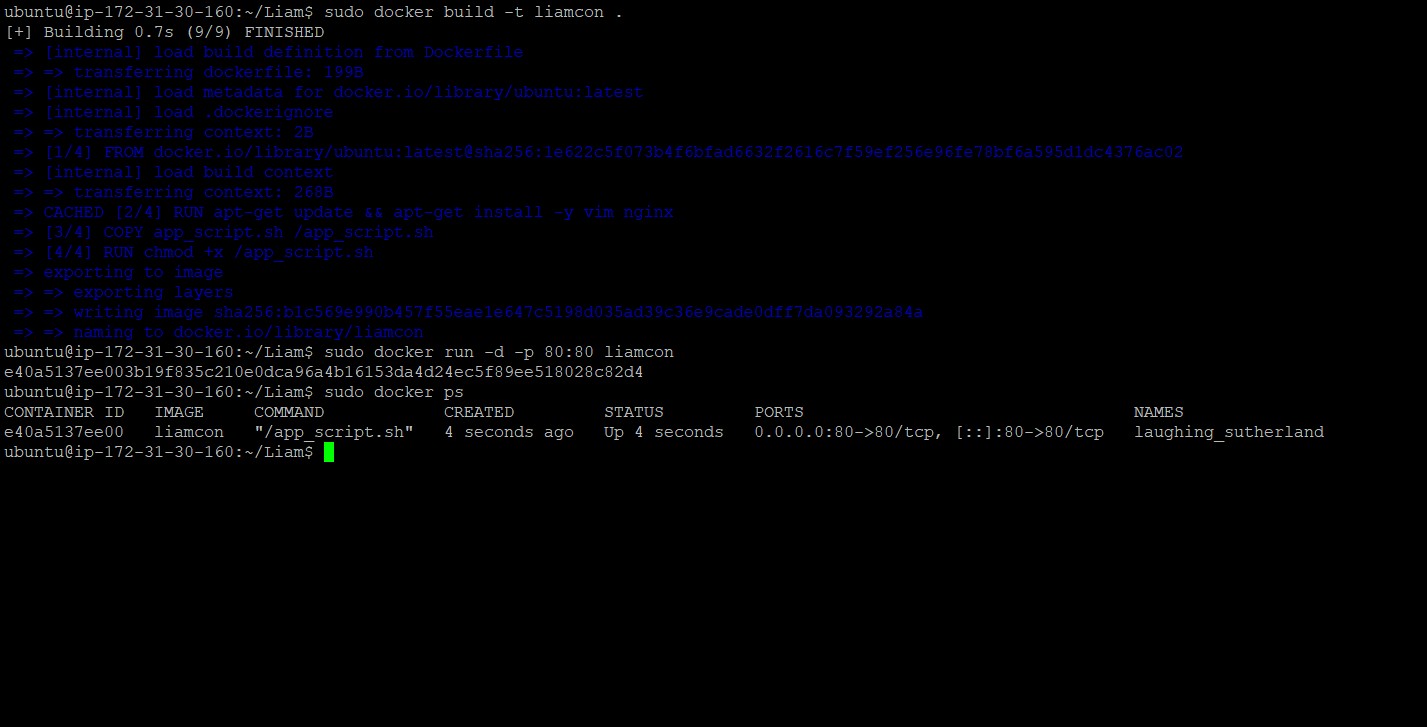 ubuntu@ip-172-31-30-160:~/Liam$ sudo docker build -t liamcon .
[+] Building 0.7s (9/9) FINISHED
=> [internal] load build definition from Dockerfile
=> => transferring dockerfile: 199B
=> [internal] load metadata for docker.io/library/ubuntu:latest
=> [internal] load .dockerignore
=> => transferring context: 2B
=> [1/4] FROM docker.io/library/ubuntu:latest@sha256:1e622c5f073b4f6bfad6632f2616c7f59ef256e96fe78bf6a595d1dc4376ac02
=> [internal] load build context
=> => transferring context: 268B
=> CACHED [2/4] RUN apt-get update && apt-get install -y vim nginx
=> [3/4] COPY app_script.sh /app_script.sh
=> [4/4] RUN chmod +x /app_script.sh
=> exporting to image
=> => exporting layers
=> => writing image sha256:b1c569e990b457f55eae1e647c5198d035ad39c36e9cade0dff7da093292a84a
=> => naming to docker.io/library/liamcon
ubuntu@ip-172-31-30-160:~/Liam$ sudo docker run -d -p 80:80 liamcon
e40a5137ee003b19f835c210e0dca96a4b16153da4d24ec5f89ee518028c82d4
ubuntu@ip-172-31-30-160:~/Liam$ sudo docker ps
CONTAINER ID   IMAGE     COMMAND            CREATED         STATUS         PORTS                                 NAMES
e40a5137ee00   liamcon   "/app_script.sh"   4 seconds ago   Up 4 seconds   0.0.0.0:80->80/tcp, [::]:80->80/tcp   laughing_sutherland
ubuntu@ip-172-31-30-160:~/Liam$